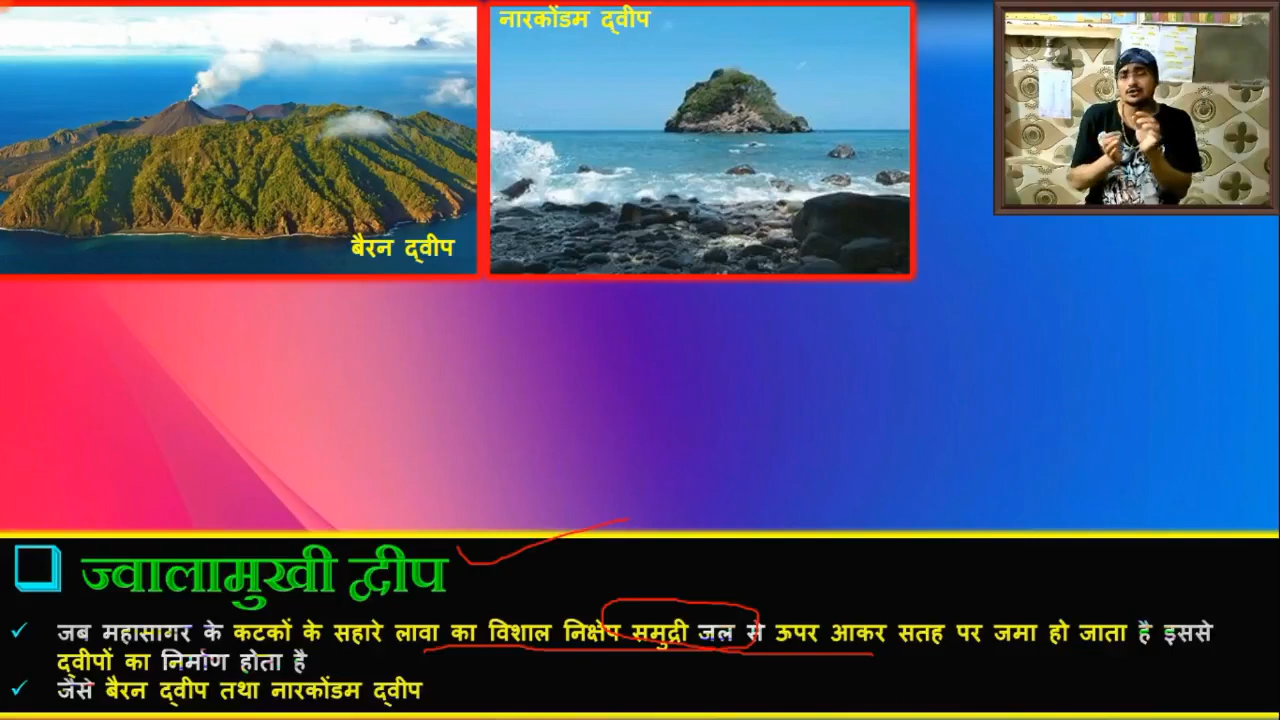 नारकोंडम द्वीप
बैरन द्वीप
ज्वालामुखी द्वीप
जब महासागर के कटकों के सहारे लावा का विशाल निक्षेप समुद्री जल से ऊपर आकर सतह पर जमा हो जाता है इससे
द्वीपों का निर्माण होता है
जैसे बैरन द्वीप तथा नारकोंडम द्वीप